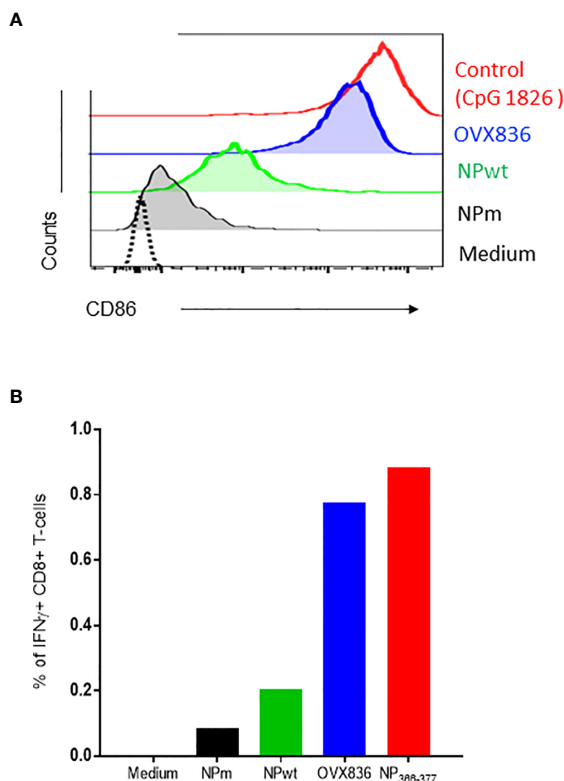 A
Control
(CpG 1826 )
OVX836
NPwt
NPm
Medium
Counts
CD86
B
% of IFNγ+ CD8+ T-cells
1.0
0.8
0.6
0.4
0.2
0.0
Medium NPm NPwt OVX836 NP366-377